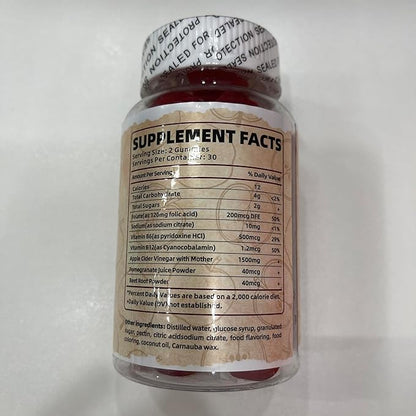 PROTECTION SEAL
SEALED FOR
PROTECTION SEAL
SEALED FOR
SUPPLEMENT FACTS
Serving Size: 2 Gummies
Servings Per Container: 30
Amount Per Serving % Daily Value
Calories 12
Total Carbohydrate 4g <2%
Total Sugars 2g *
Folate(as 120mg folic acid) 200mcg DFE 50%
Sodium(as sodium citrate) 10mg <1%
Vitamin B6(as pyridoxine HCl) 500mcg 29%
Vitamin B12(as Cyanocobalamin) 1.2mcg 50%
Apple Cider Vinegar with Mother 1500mg *
Pomegranate Juice Powder 40mcg *
Beet Root Powder 40mcg *
*Percent Daily Values are based on a 2,000 calorie diet.
*Daily Value (DV) not established.
Other ingredients: Distilled water, glucose syrup, granulated
sugar, pectin, citric acidsodium citrate, food flavoring, food
coloring, coconut oil, Carnauba wax.